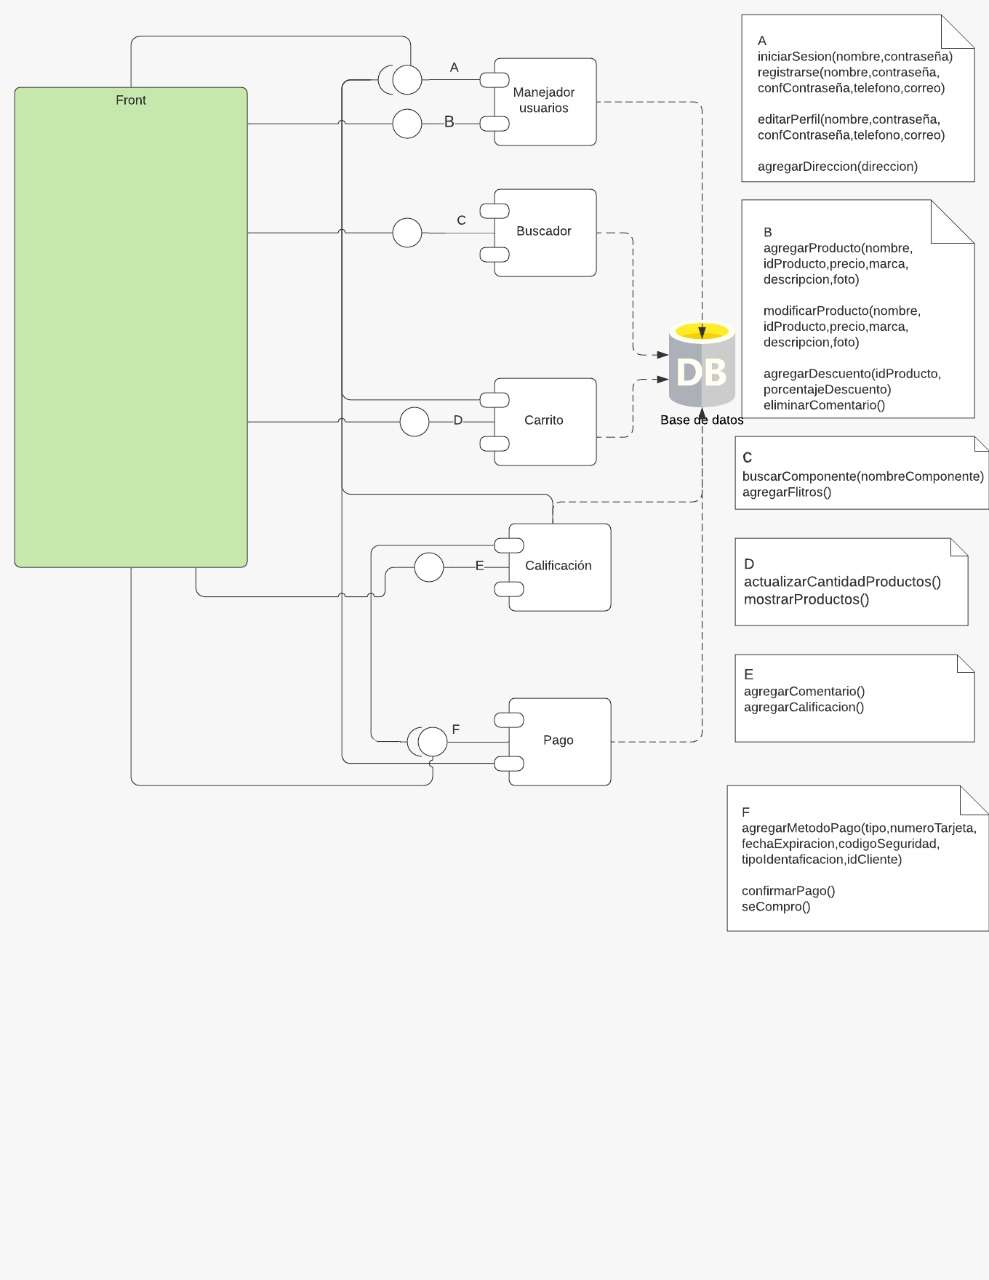 Front
A
B
C
D
E
F
Manejador
usuarios
Buscador
Carrito
Calificación
Pago
DB
Base de datos
A
iniciarSesion(nombre,contraseña)
registrarse(nombre,contraseña,
confContraseña,telefono,correo)
editarPerfil(nombre,contraseña,
confContraseña,telefono,correo)
agregarDireccion(direccion)
B
agregarProducto(nombre,
idProducto,precio,marca,
descripcion,foto)
modificarProducto(nombre,
idProducto,precio,marca,
descripcion,foto)
agregarDescuento(idProducto,
porcentajeDescuento)
eliminarComentario()
C
buscarComponente(nombreComponente)
agregarFlitros()
D
actualizarCantidadProductos()
mostrarProductos()
E
agregarComentario()
agregarCalificacion()
F
agregarMetodoPago(tipo,numeroTarjeta,
fechaExpiracion,codigoSeguridad,
tipoIdentaficacion,idCliente)
confirmarPago()
seCompro()